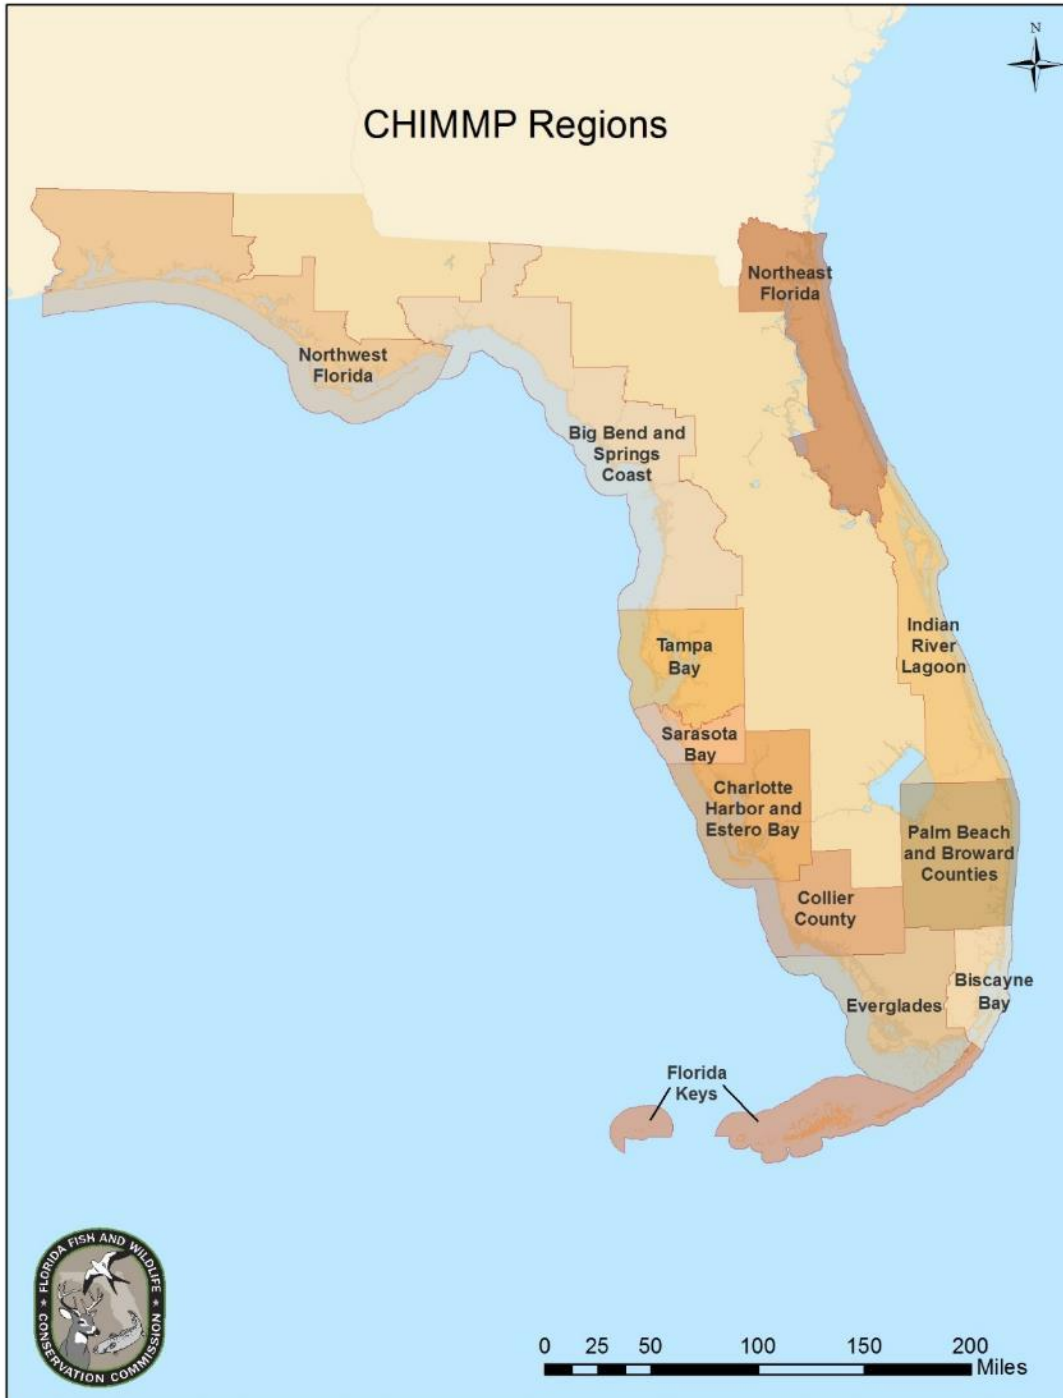 N
CHIMMP Regions
Northeast
Florida
Northwest
Florida
Big Bend and
Springs
Coast
Indian
River
Lagoon
Tampa
Bay
Sarasota
Bay
Charlotte
Harbor and
Estero Bay
Palm Beach
and Broward
Counties
Collier
County
Biscayne
Bay
Everglades
Florida
Keys
FLORIDA FISH AND WILDLIFE
CONSERVATION COMMISSION
0 25 50 100 150 200
Miles